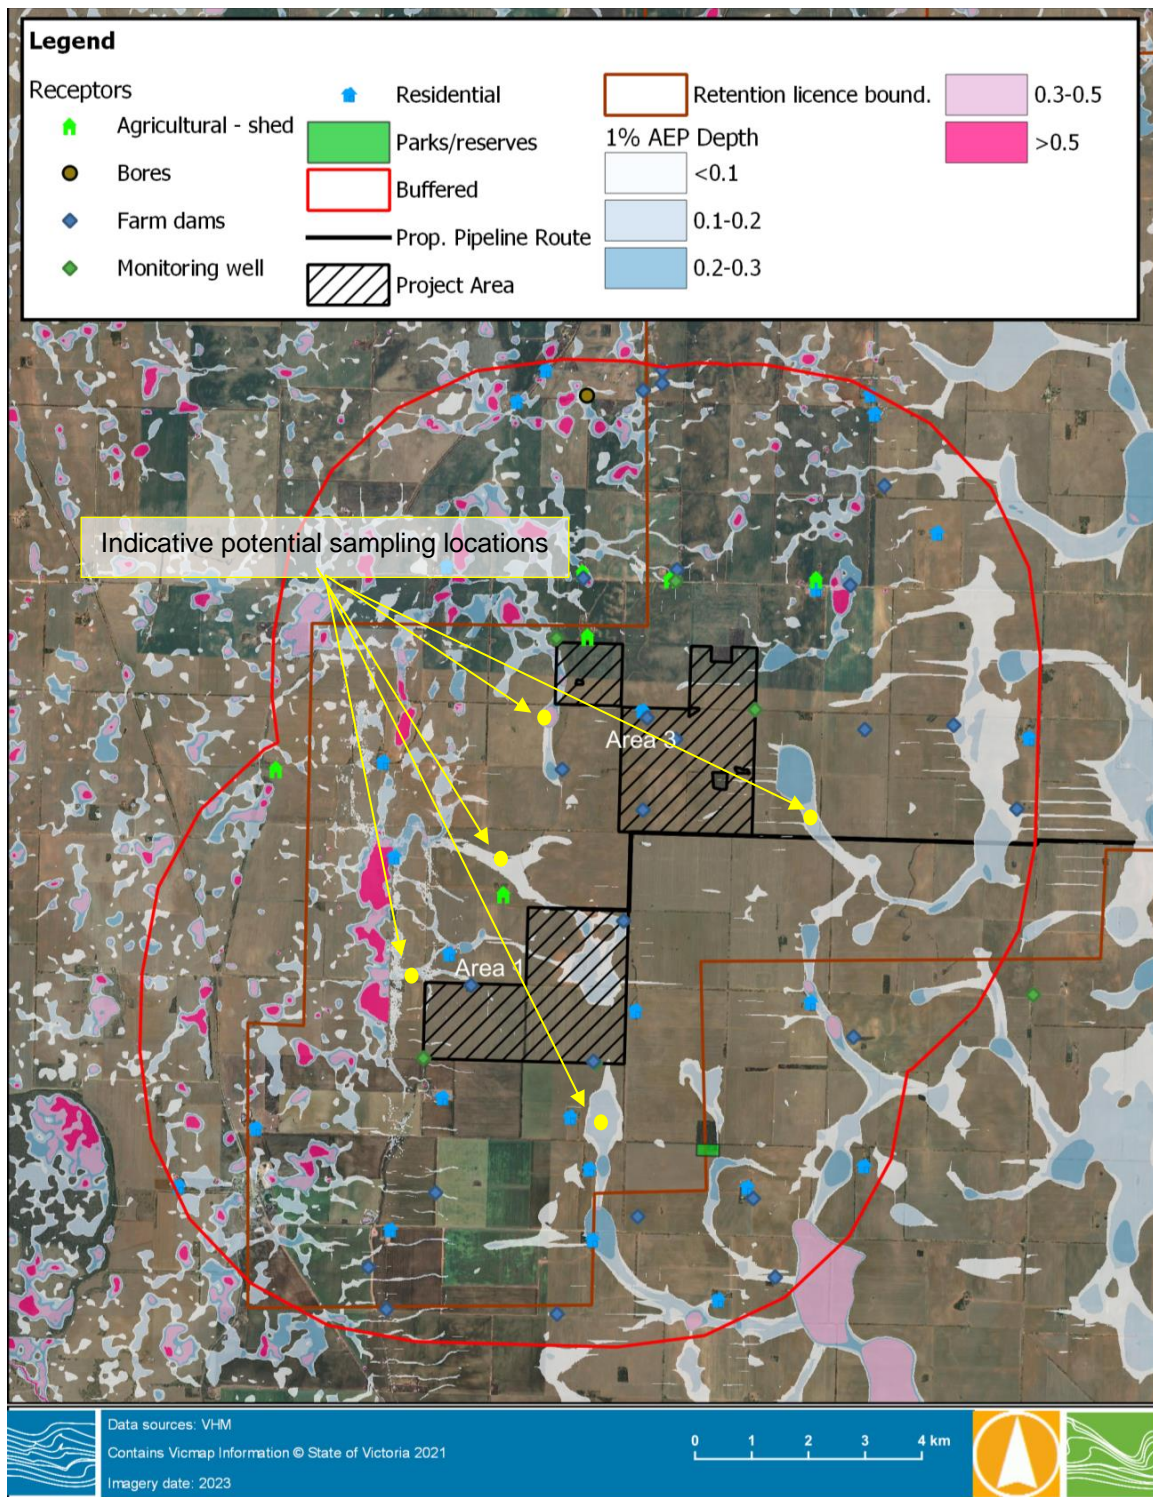 Legend
Receptors
Agricultural - shed
Bores
Farm dams
Monitoring well
Residential
Parks/reserves
Buffered
Prop. Pipeline Route
Project Area
Retention licence bound.
1% AEP Depth
<0.1
0.1-0.2
0.2-0.3
0.3-0.5
>0.5
Indicative potential sampling locations
Area 3
Area 1
Data sources: VHM
Contains Vicmap Information © State of Victoria 2021
Imagery date: 2023
0 1 2 3 4 km